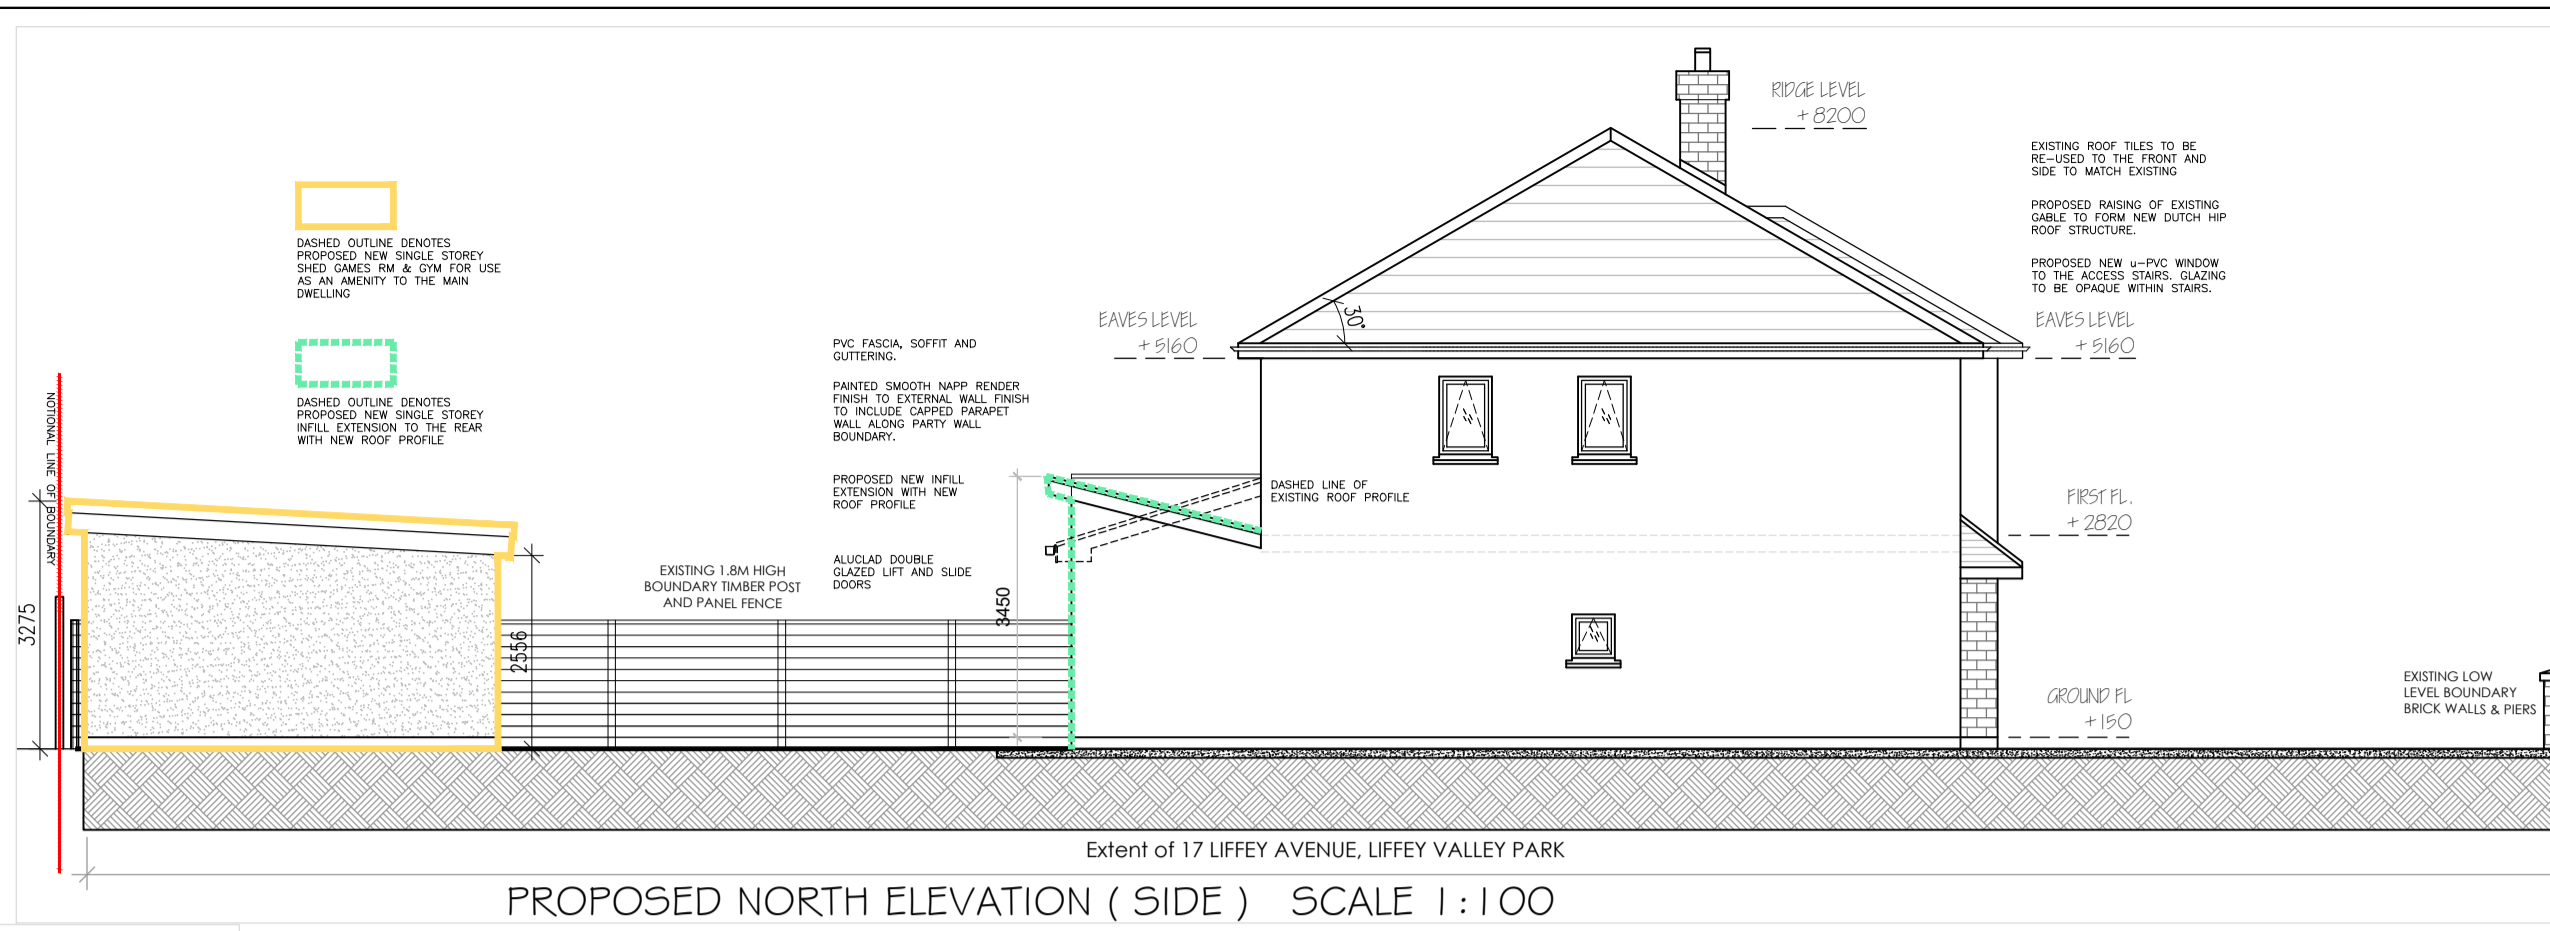 RIDGE LEVEL
+8200
EXISTING ROOF TILES TO BE
RE-USED TO THE FRONT AND
SIDE TO MATCH EXISTING
PROPOSED RAISING OF EXISTING
GABLE TO FORM NEW DUTCH HIP
ROOF STRUCTURE.
PROPOSED NEW u-PVC WINDOW
TO THE ACCESS STAIRS. GLAZING
TO BE OPAQUE WITHIN STAIRS.
DASHED OUTLINE DENOTES
PROPOSED NEW SINGLE STOREY
SHED GAMES RM & GYM FOR USE
AS AN AMENITY TO THE MAIN
DWELLING
DASHED OUTLINE DENOTES
PROPOSED NEW SINGLE STOREY
INFILL EXTENSION TO THE REAR
WITH NEW ROOF PROFILE
NOTIONAL LINE OF BOUNDARY
EAVES LEVEL
+5160
30°
EAVES LEVEL
+5160
PVC FASCIA, SOFFIT AND
GUTTERING.
PAINTED SMOOTH NAPP RENDER
FINISH TO EXTERNAL WALL FINISH
TO INCLUDE CAPPED PARAPET
WALL ALONG PARTY WALL
BOUNDARY.
PROPOSED NEW INFILL
EXTENSION WITH NEW
ROOF PROFILE
ALUCLAD DOUBLE
GLAZED LIFT AND SLIDE
DOORS
DASHED LINE OF
EXISTING ROOF PROFILE
FIRST FL.
+2820
EXISTING 1.8M HIGH
BOUNDARY TIMBER POST
AND PANEL FENCE
3275
2556
3450
GROUND FL
+150
EXISTING LOW
LEVEL BOUNDARY
BRICK WALLS & PIERS
Extent of 17 LIFFEY AVENUE, LIFFEY VALLEY PARK
PROPOSED NORTH ELEVATION ( SIDE ) SCALE 1:100